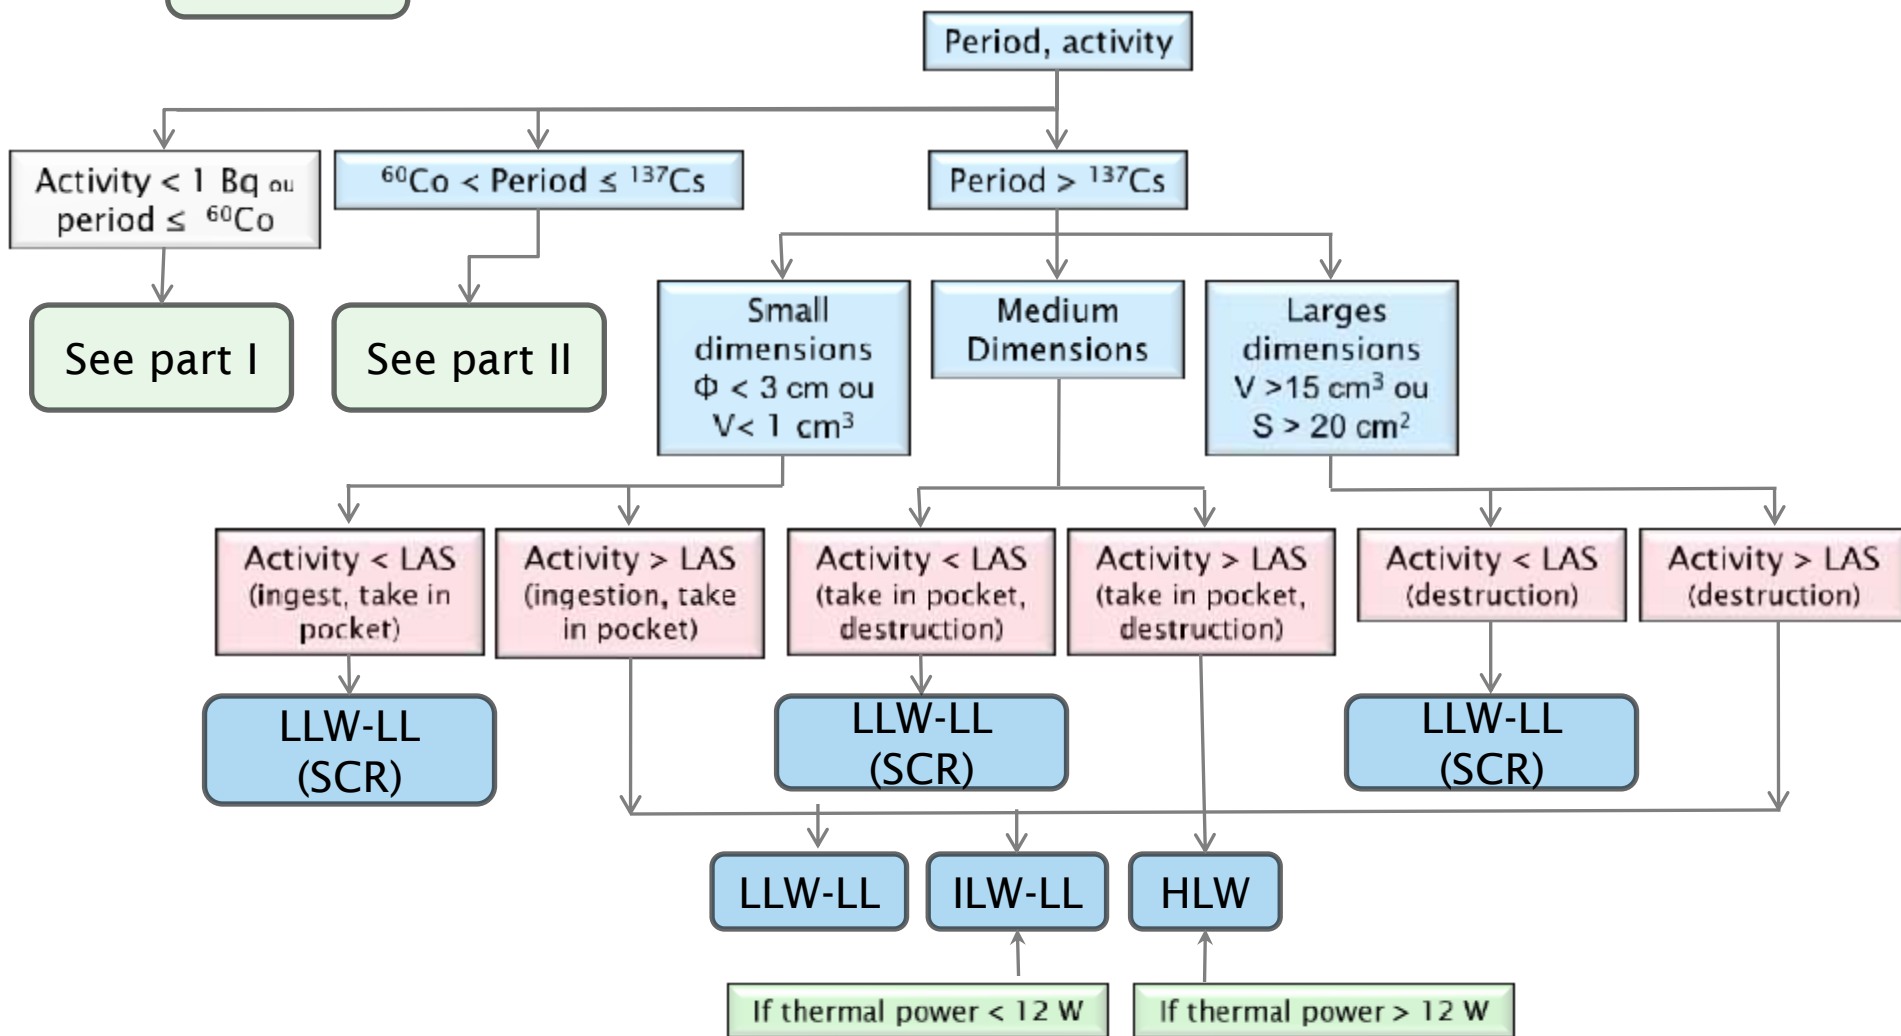 Period, activity
Activity < 1 Bq ou
period ≤ ⁶⁰Co
⁶⁰Co < Period ≤ ¹³⁷Cs
Period > ¹³⁷Cs
See part I
See part II
Small
dimensions
Φ < 3 cm ou
V< 1 cm³
Medium
Dimensions
Larges
dimensions
V >15 cm³ ou
S > 20 cm²
Activity < LAS
(ingest, take in
pocket)
Activity > LAS
(ingestion, take
in pocket)
Activity < LAS
(take in pocket,
destruction)
Activity > LAS
(take in pocket,
destruction)
Activity < LAS
(destruction)
Activity > LAS
(destruction)
LLW-LL
(SCR)
LLW-LL
(SCR)
LLW-LL
(SCR)
LLW-LL
ILW-LL
HLW
If thermal power < 12 W
If thermal power > 12 W